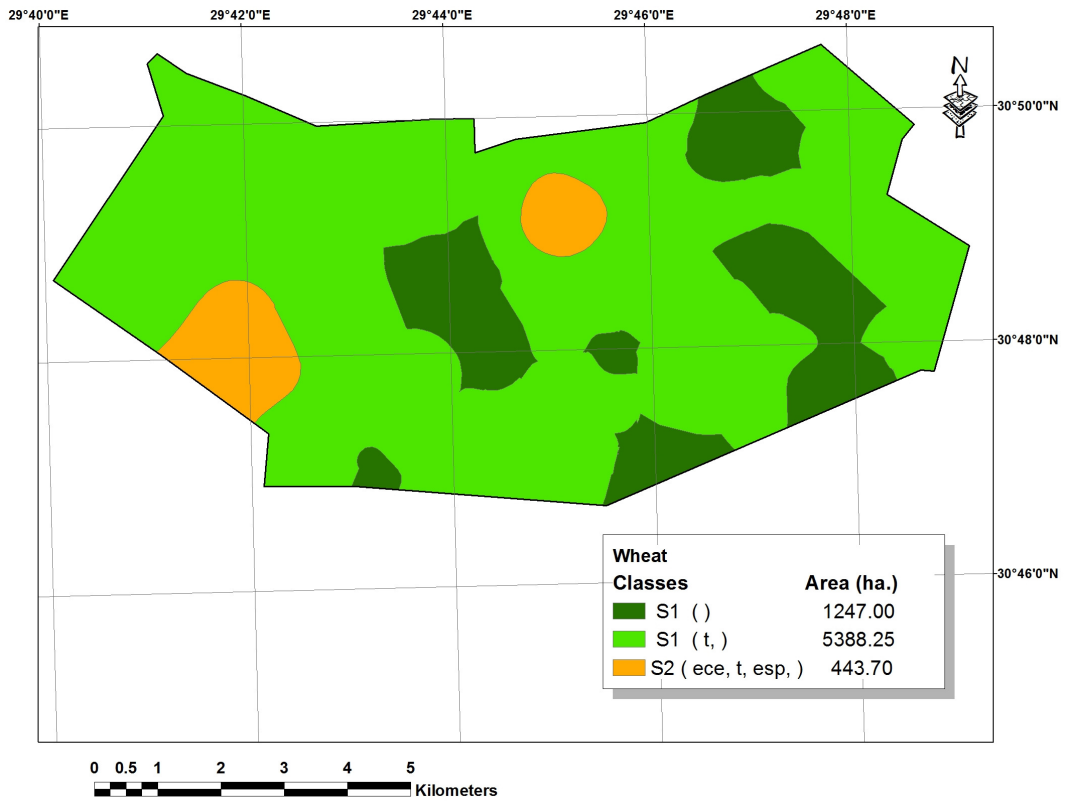 29°40'0"E 29°42'0"E 29°44'0"E 29°46'0"E 29°48'0"E
N
30°50'0"N
30°48'0"N
30°46'0"N
Wheat
Classes Area (ha.)
S1 ( ) 1247.00
S1 ( t, ) 5388.25
S2 ( ece, t, esp, ) 443.70
0 0.5 1 2 3 4 5
Kilometers